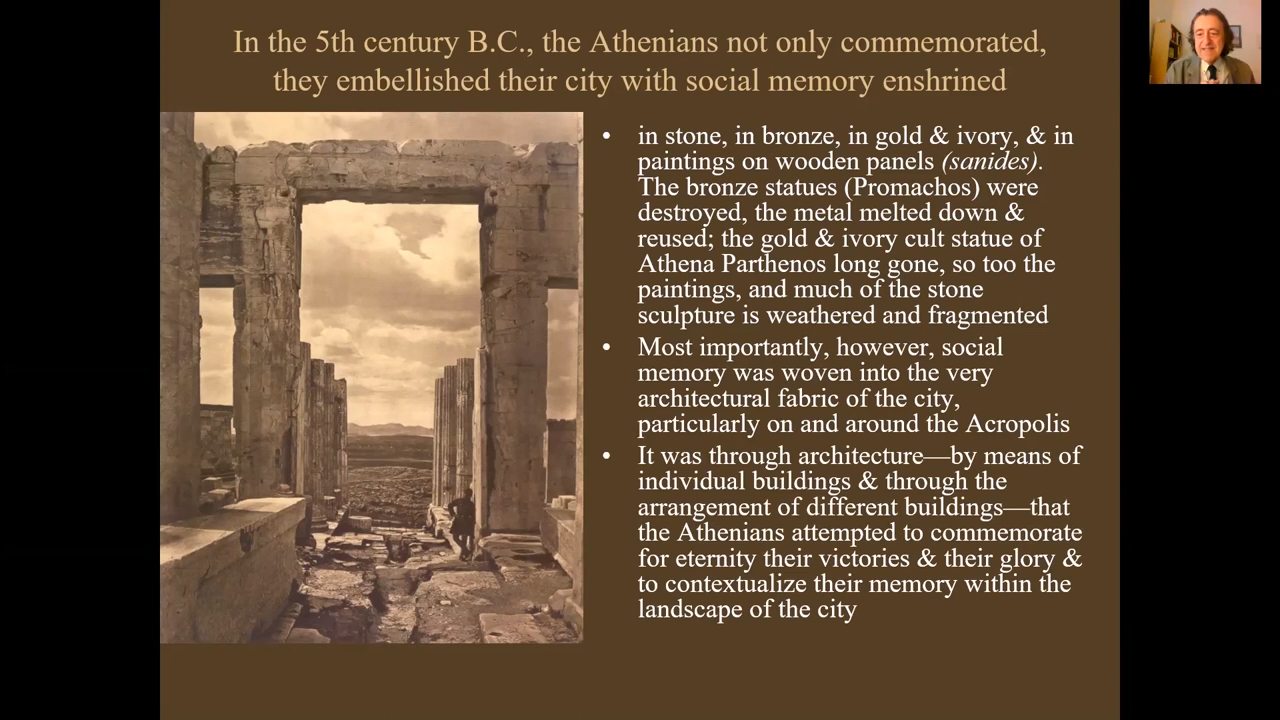 In the 5th century B.C., the Athenians not only commemorated,
they embellished their city with social memory enshrined
• in stone, in bronze, in gold & ivory, & in
paintings on wooden panels (sanides).
The bronze statues (Promachos) were
destroyed, the metal melted down &
reused; the gold & ivory cult statue of
Athena Parthenos long gone, so too the
paintings, and much of the stone
sculpture is weathered and fragmented
• Most importantly, however, social
memory was woven into the very
architectural fabric of the city,
particularly on and around the Acropolis
• It was through architecture—by means of
individual buildings & through the
arrangement of different buildings—that
the Athenians attempted to commemorate
for eternity their victories & their glory &
to contextualize their memory within the
landscape of the city